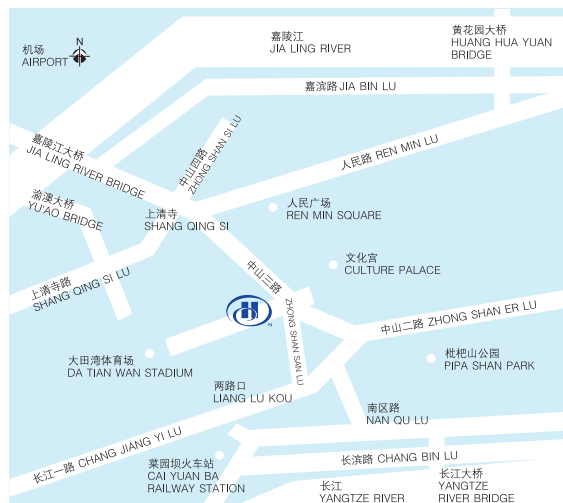 嘉陵江
JIA LING RIVER
黄花园大桥
HUANG HUA YUAN
BRIDGE
机场
AIRPORT
N
嘉滨路 JIA BIN LU
嘉陵江大桥
JIA LING RIVER BRIDGE
中山四路
ZHONG SHAN SI LU
人民路 REN MIN LU
渝澳大桥
YU'AO BRIDGE
上清寺
SHANG QING SI
人民广场
REN MIN SQUARE
中山三路
文化宫
CULTURE PALACE
上清寺路
SHANG QING SI LU
H
ZHONG SHAN SAN LU
中山二路 ZHONG SHAN ER LU
大田湾体育场
DA TIAN WAN STADIUM
枇杷山公园
PIPA SHAN PARK
两路口
LIANG LU KOU
南区路
NAN QU LU
长江一路 CHANG JIANG YI LU
菜园坝火车站
CAI YUAN BA
RAILWAY STATION
长滨路 CHANG BIN LU
长江
YANGTZE RIVER
长江大桥
YANGTZE
RIVER BRIDGE